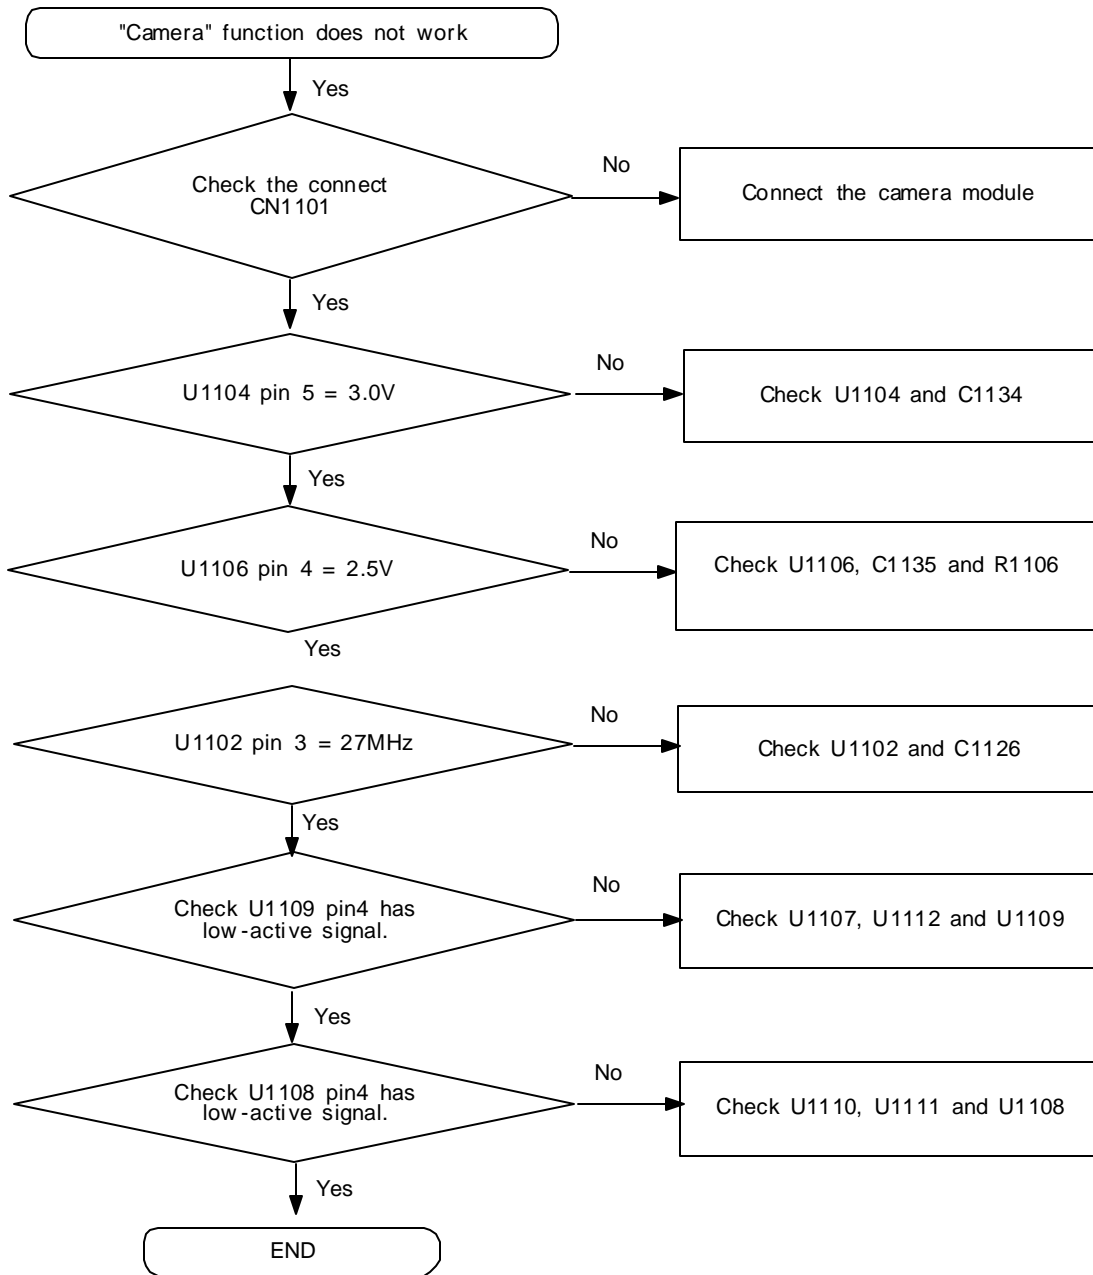 "Camera" function does not work
Yes
Check the connect
CN1101
No
Connect the camera module
Yes
U1104 pin 5 = 3.0V
No
Check U1104 and C1134
Yes
U1106 pin 4 = 2.5V
No
Check U1106, C1135 and R1106
Yes
U1102 pin 3 = 27MHz
No
Check U1102 and C1126
Yes
Check U1109 pin4 has
low-active signal.
No
Check U1107, U1112 and U1109
Yes
Check U1108 pin4 has
low-active signal.
No
Check U1110, U1111 and U1108
Yes
END